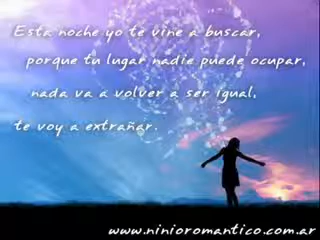 Esta noche yo te vine a buscar,
porque tu lugar nadie puede ocupar,
nada va a volver a ser igual,
te voy a extrañar.
www.ninioromantico.com.ar